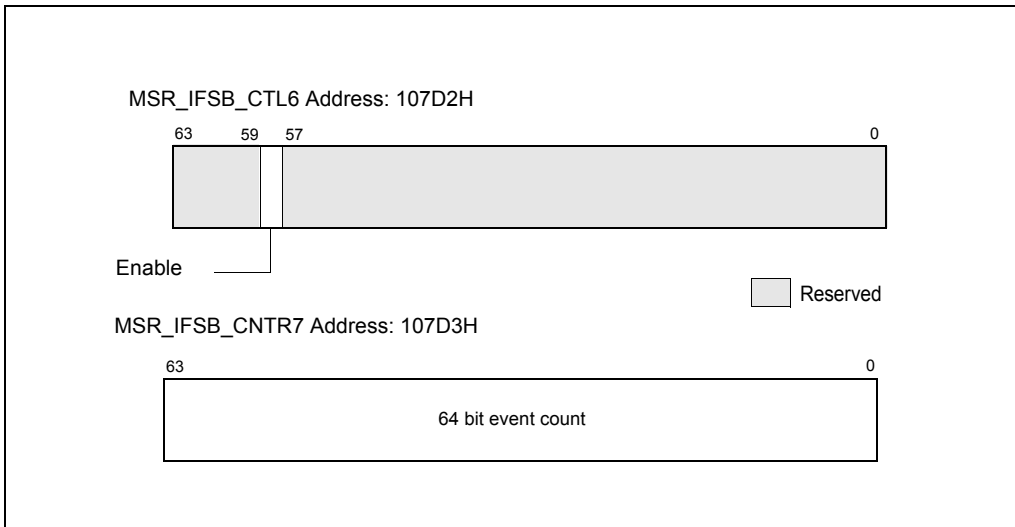 MSR_IFSB_CTL6 Address: 107D2H
63 59 57 0
Enable
Reserved
MSR_IFSB_CNTR7 Address: 107D3H
63 0
64 bit event count